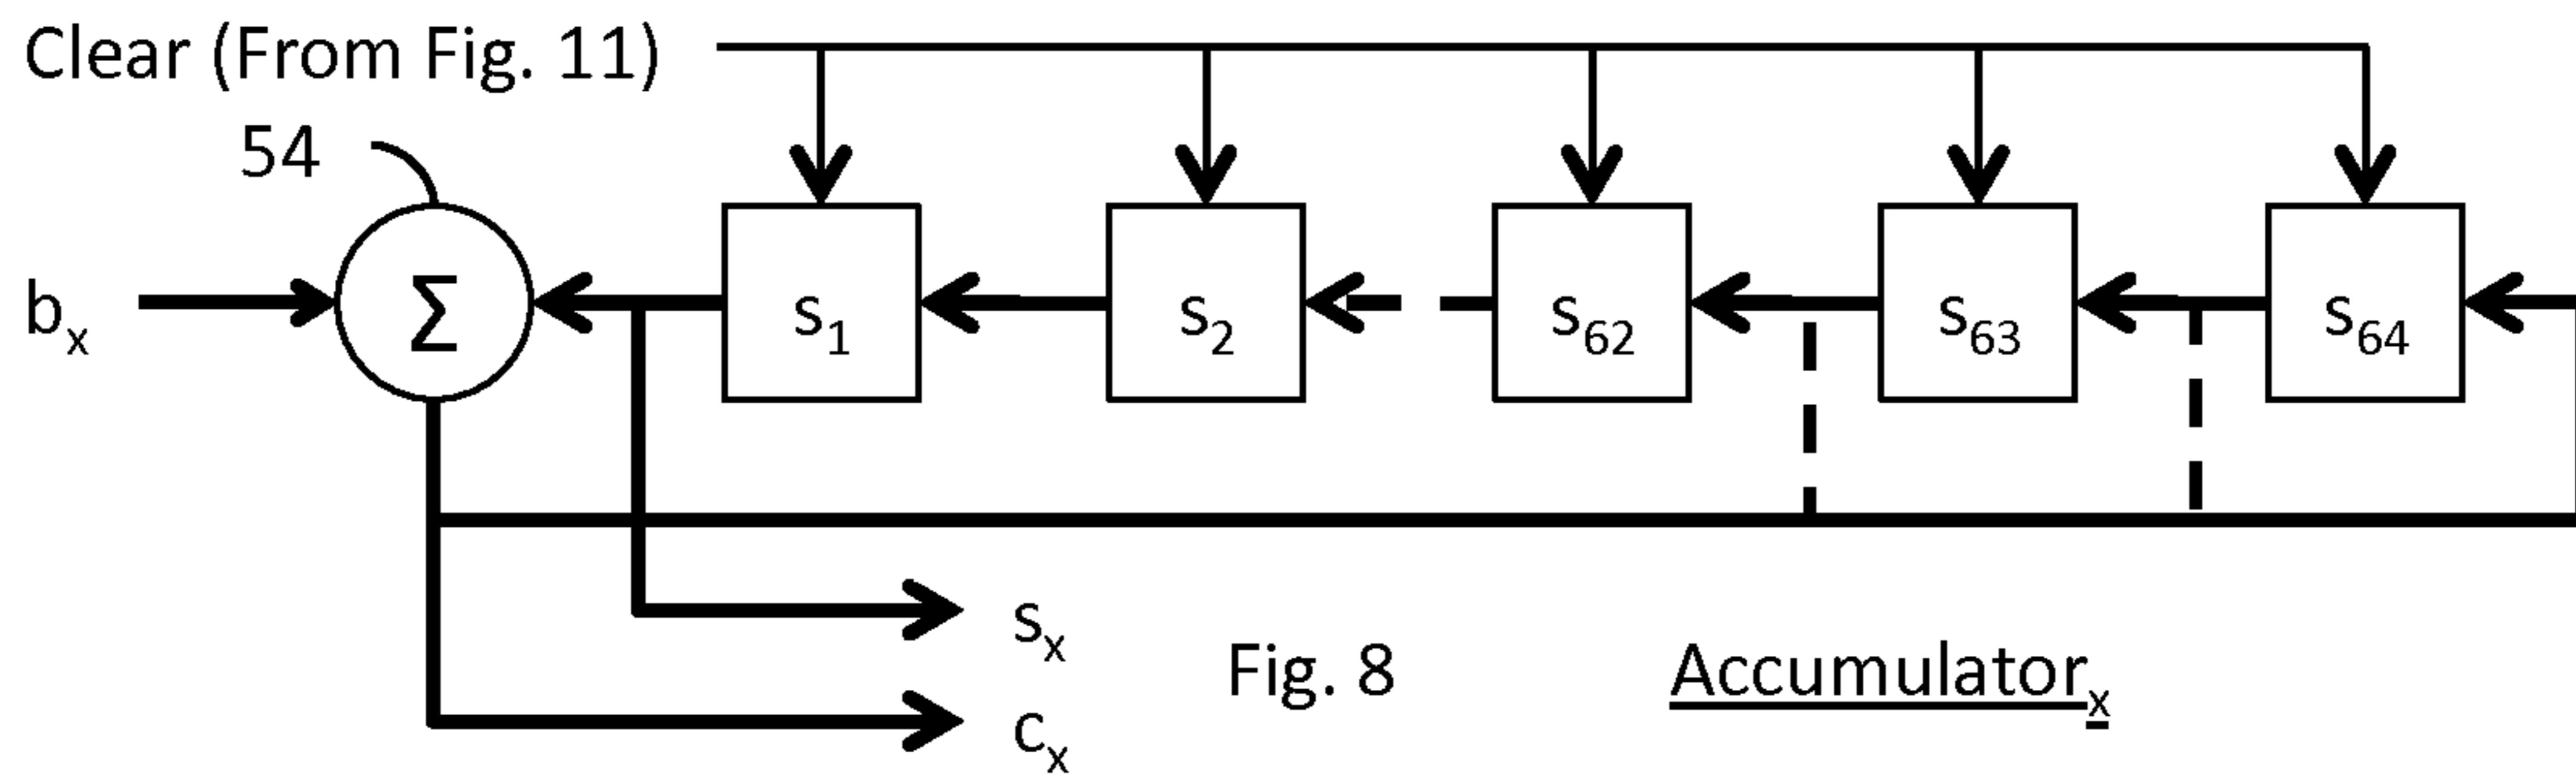 Clear (From Fig. 11)
54
bₓ
Σ
s₁
s₂
s₆₂
s₆₃
s₆₄
sₓ
cₓ
Fig. 8
Accumulatorₓ